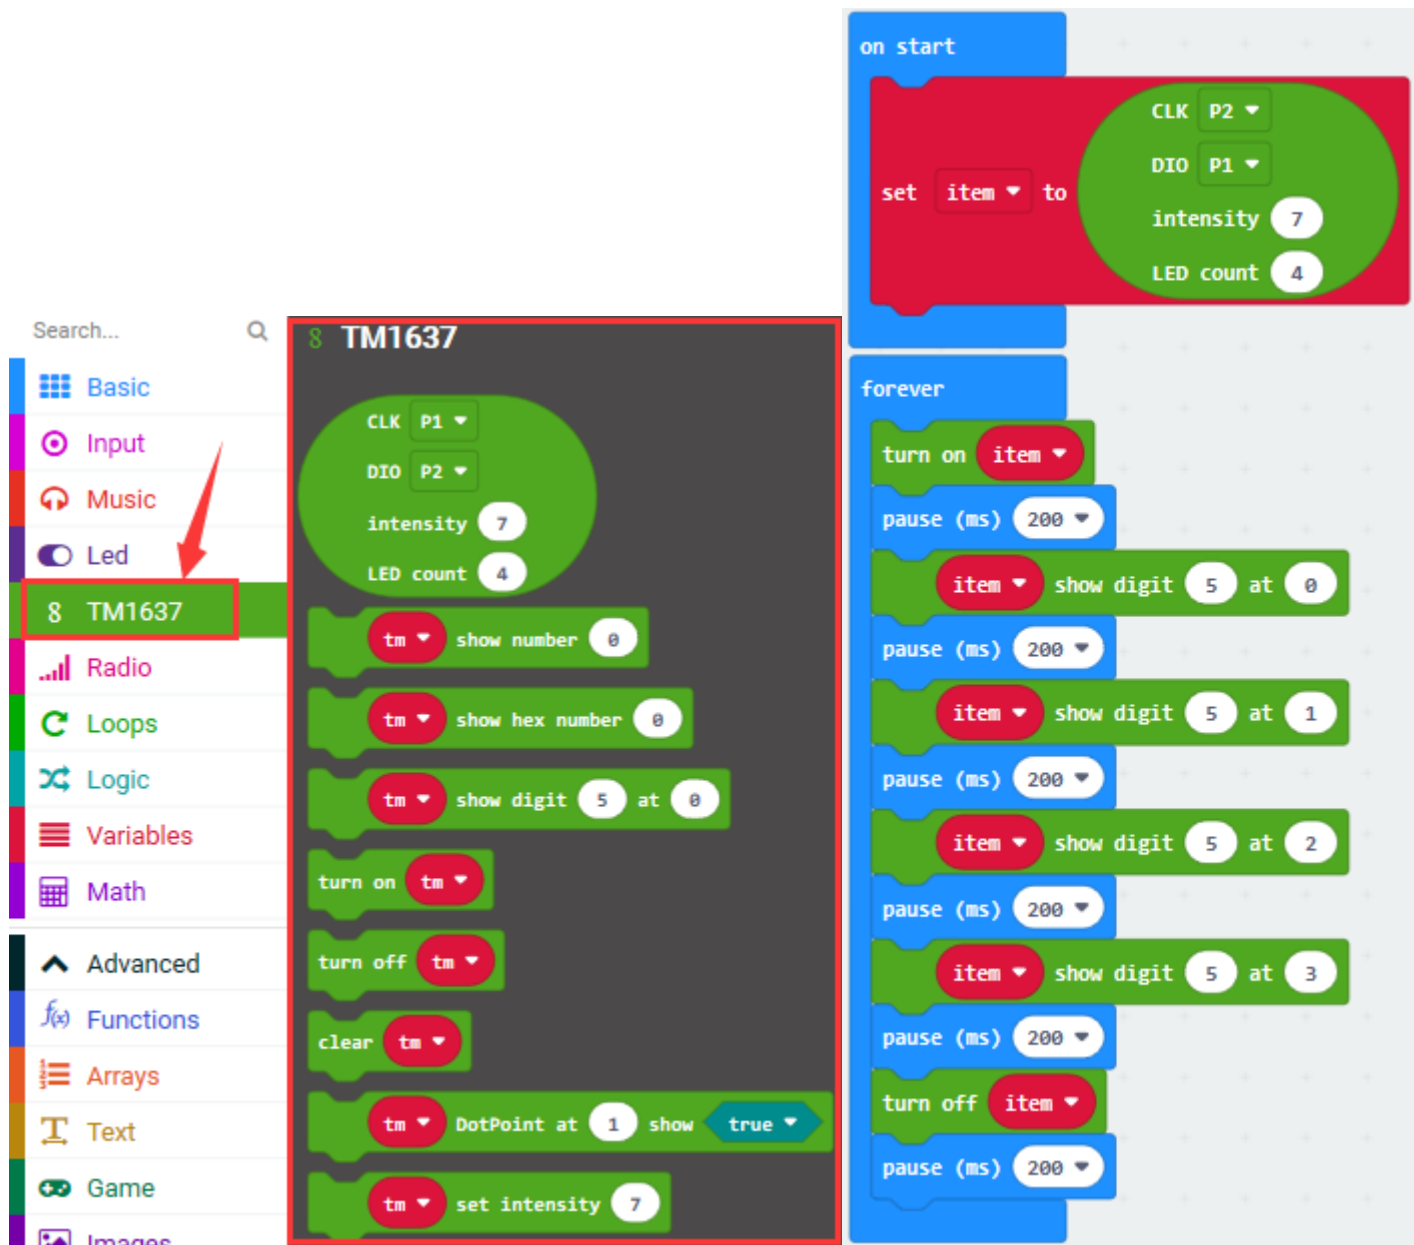 Search...
Basic
Input
Music
Led
8 TM1637
Radio
Loops
Logic
Variables
Math
Advanced
f(x) Functions
Arrays
Text
Game
Images
8 TM1637
CLK P1
DIO P2
intensity 7
LED count 4
tm show number 0
tm show hex number 0
tm show digit 5 at 0
turn on tm
turn off tm
clear tm
tm DotPoint at 1 show true
tm set intensity 7
on start
CLK P2
DIO P1
set item to
intensity 7
LED count 4
forever
turn on item
pause (ms) 200
item show digit 5 at 0
pause (ms) 200
item show digit 5 at 1
pause (ms) 200
item show digit 5 at 2
pause (ms) 200
item show digit 5 at 3
pause (ms) 200
turn off item
pause (ms) 200